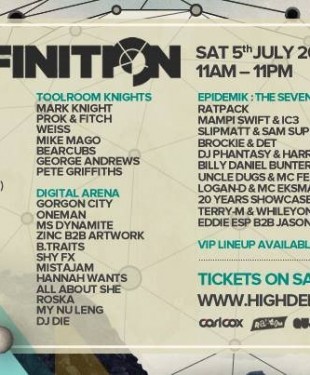 FINITION
SAT 5th JULY 20
11AM – 11PM
TOOLROOM KNIGHTS
MARK KNIGHT
PROK & FITCH
WEISS
MIKE MAGO
BEARCUBS
GEORGE ANDREWS
PETE GRIFFITHS
DIGITAL ARENA
GORGON CITY
ONEMAN
MS DYNAMITE
ZINC B2B ARTWORK
B.TRAITS
SHY FX
MISTAJAM
HANNAH WANTS
ALL ABOUT SHE
ROSKA
MY NU LENG
DJ DIE
)
EPIDEMIK : THE SEVEN
RATPACK
MAMPI SWIFT & IC3
SLIPMATT & SAM SUP
BROCKIE & DET
DJ PHANTASY & HARR
BILLY DANIEL BUNTER
UNCLE DUGS & MC FE
LOGAN-D & MC EKSMA
20 YEARS SHOWCASE
TERRY-M & WHILEYON
EDDIE ESP B2B JASON
VIP LINEUP AVAILABL
TICKETS ON SA
WWW.HIGHDE
carl cox